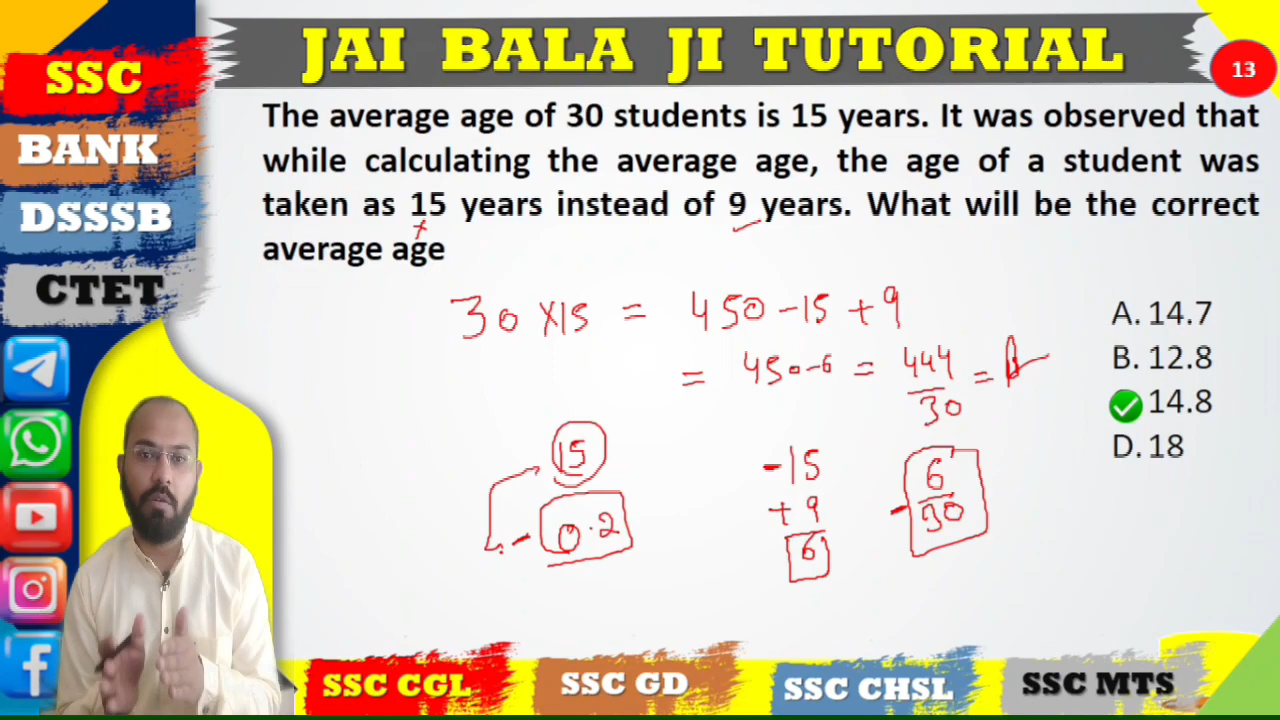 JAI BALA JI TUTORIAL
13
SSC
BANK
DSSSB
CTET
The average age of 30 students is 15 years. It was observed that
while calculating the average age, the age of a student was
taken as 15 years instead of 9 years. What will be the correct
average age
30 × 15 = 450 - 15 + 9
= 450 - 6 = 444/30 =
A. 14.7
B. 12.8
14.8
D. 18
15
- 0.2
-15
+ 9
6
- 6/30
SSC CGL
SSC GD
SSC CHSL
SSC MTS